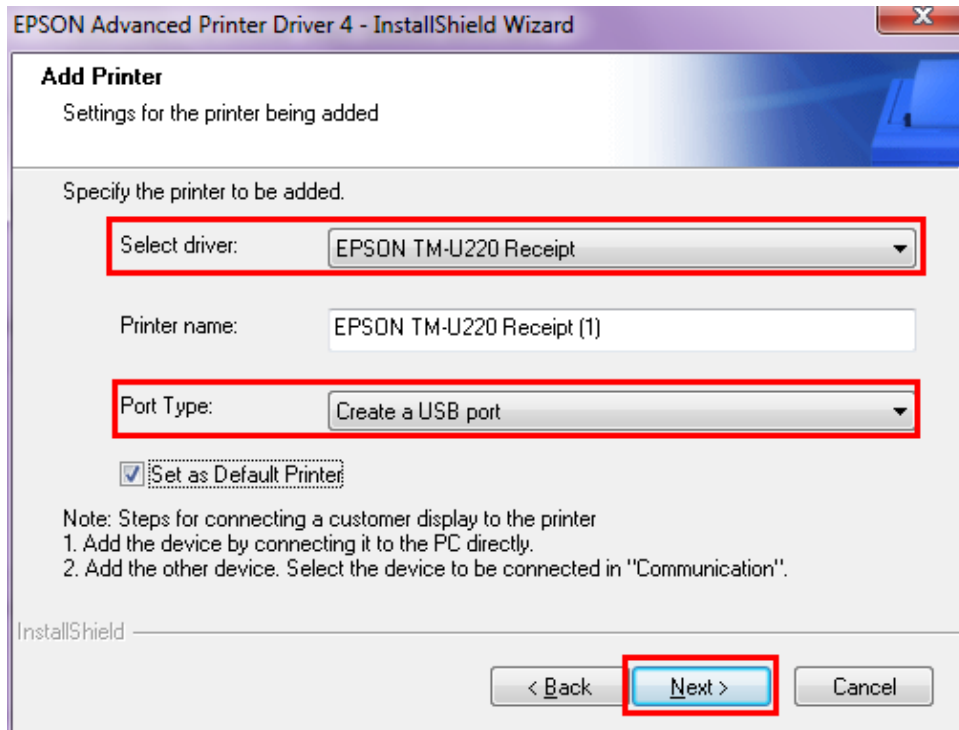 EPSON Advanced Printer Driver 4 - InstallShield Wizard
X
Add Printer
Settings for the printer being added
Specify the printer to be added.
Select driver: EPSON TM-U220 Receipt
Printer name: EPSON TM-U220 Receipt (1)
Port Type: Create a USB port
Set as Default Printer
Note: Steps for connecting a customer display to the printer
1. Add the device by connecting it to the PC directly.
2. Add the other device. Select the device to be connected in "Communication".
InstallShield
< Back Next > Cancel